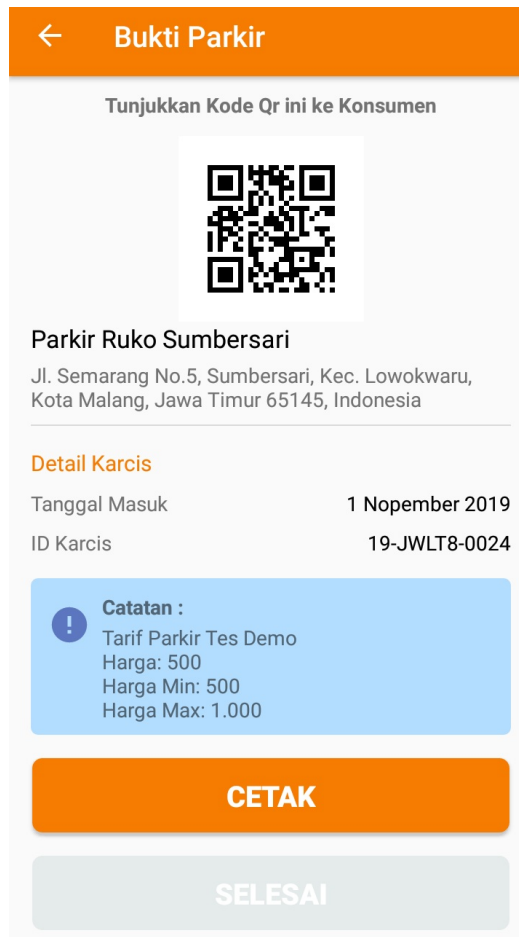 Bukti Parkir
Tunjukkan Kode Qr ini ke Konsumen
Parkir Ruko Sumbersari
Jl. Semarang No.5, Sumbersari, Kec. Lowokwaru,
Kota Malang, Jawa Timur 65145, Indonesia
Detail Karcis
Tanggal Masuk 1 Nopember 2019
ID Karcis 19-JWLT8-0024
Catatan :
Tarif Parkir Tes Demo
Harga: 500
Harga Min: 500
Harga Max: 1.000
CETAK
SELESAI